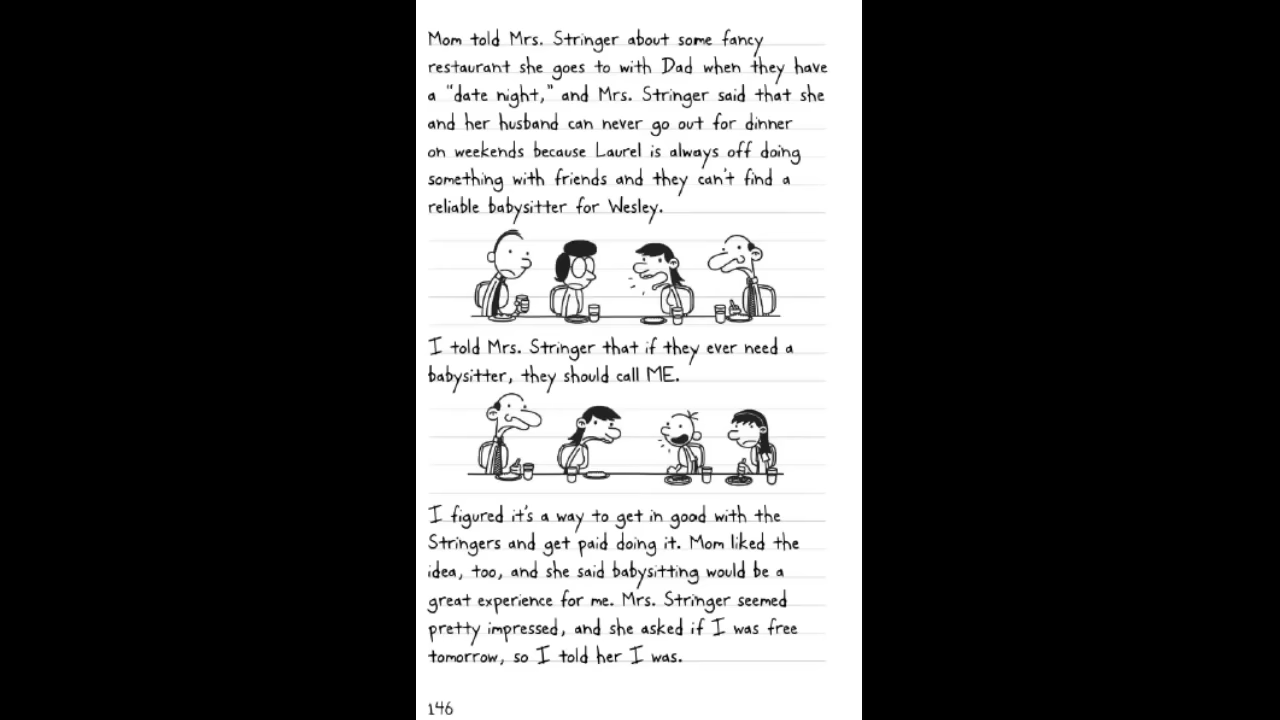 Mom told Mrs. Stringer about some fancy
restaurant she goes to with Dad when they have
a "date night," and Mrs. Stringer said that she
and her husband can never go out for dinner
on weekends because Laurel is always off doing
something with friends and they can't find a
reliable babysitter for Wesley.
I told Mrs. Stringer that if they ever need a
babysitter, they should call ME.
I figured it's a way to get in good with the
Stringers and get paid doing it. Mom liked the
idea, too, and she said babysitting would be a
great experience for me. Mrs. Stringer seemed
pretty impressed, and she asked if I was free
tomorrow, so I told her I was.
146